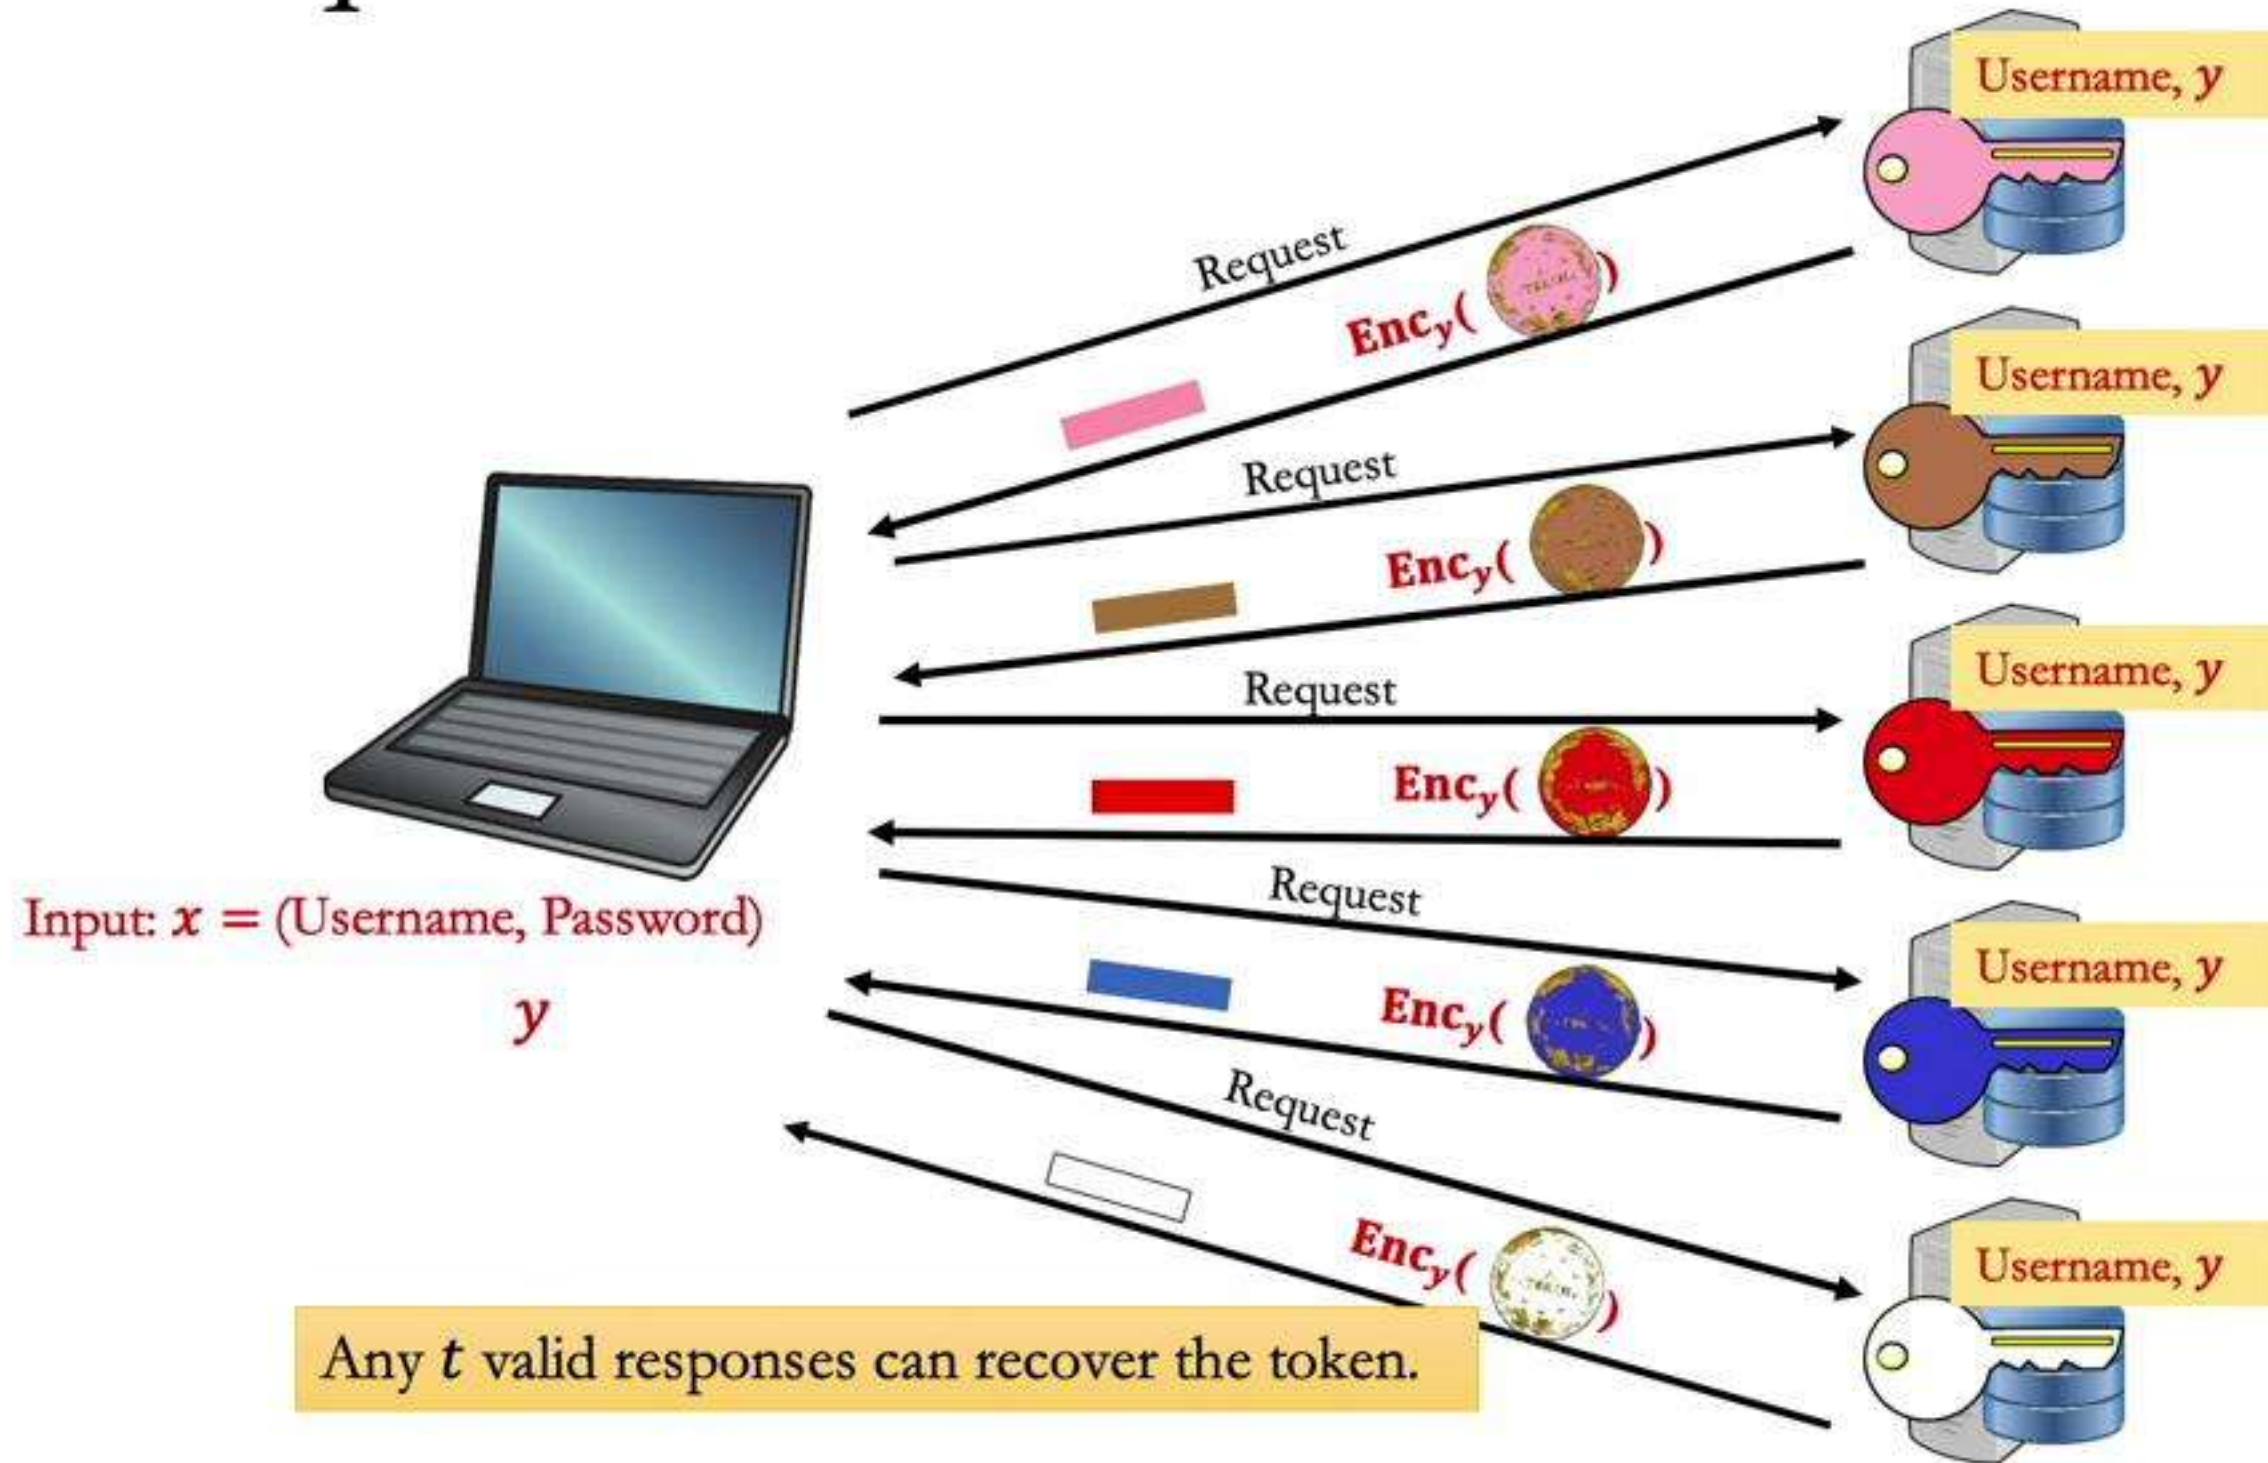 Username, y
Request
Enc_y( )
Username, y
Request
Enc_y( )
Username, y
Request
Enc_y( )
Input: x = (Username, Password)
y
Request
Username, y
Enc_y( )
Request
Username, y
Enc_y( )
Any t valid responses can recover the token.